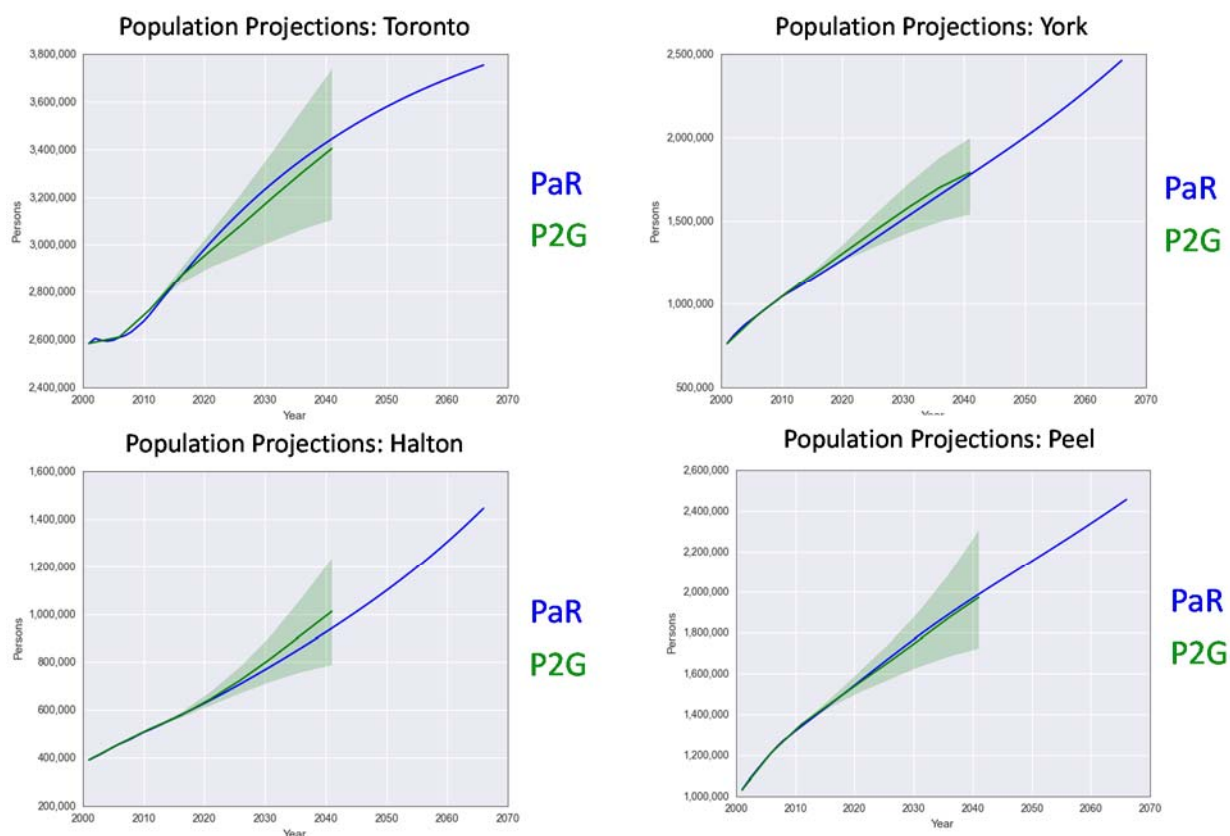 Population Projections: Toronto
3,800,000
3,600,000
3,400,000
3,200,000
3,000,000
2,800,000
2,600,000
2,400,000
Persons
2000 2010 2020 2030 2040 2050 2060 2070
Year
PaR
P2G
Population Projections: York
2,500,000
2,000,000
1,500,000
1,000,000
500,000
Persons
2000 2010 2020 2030 2040 2050 2060 2070
Year
PaR
P2G
Population Projections: Halton
1,600,000
1,400,000
1,200,000
1,000,000
800,000
600,000
400,000
200,000
Persons
2000 2010 2020 2030 2040 2050 2060 2070
Year
PaR
P2G
Population Projections: Peel
2,600,000
2,400,000
2,200,000
2,000,000
1,800,000
1,600,000
1,400,000
1,200,000
1,000,000
Persons
2000 2010 2020 2030 2040 2050 2060 2070
Year
PaR
P2G